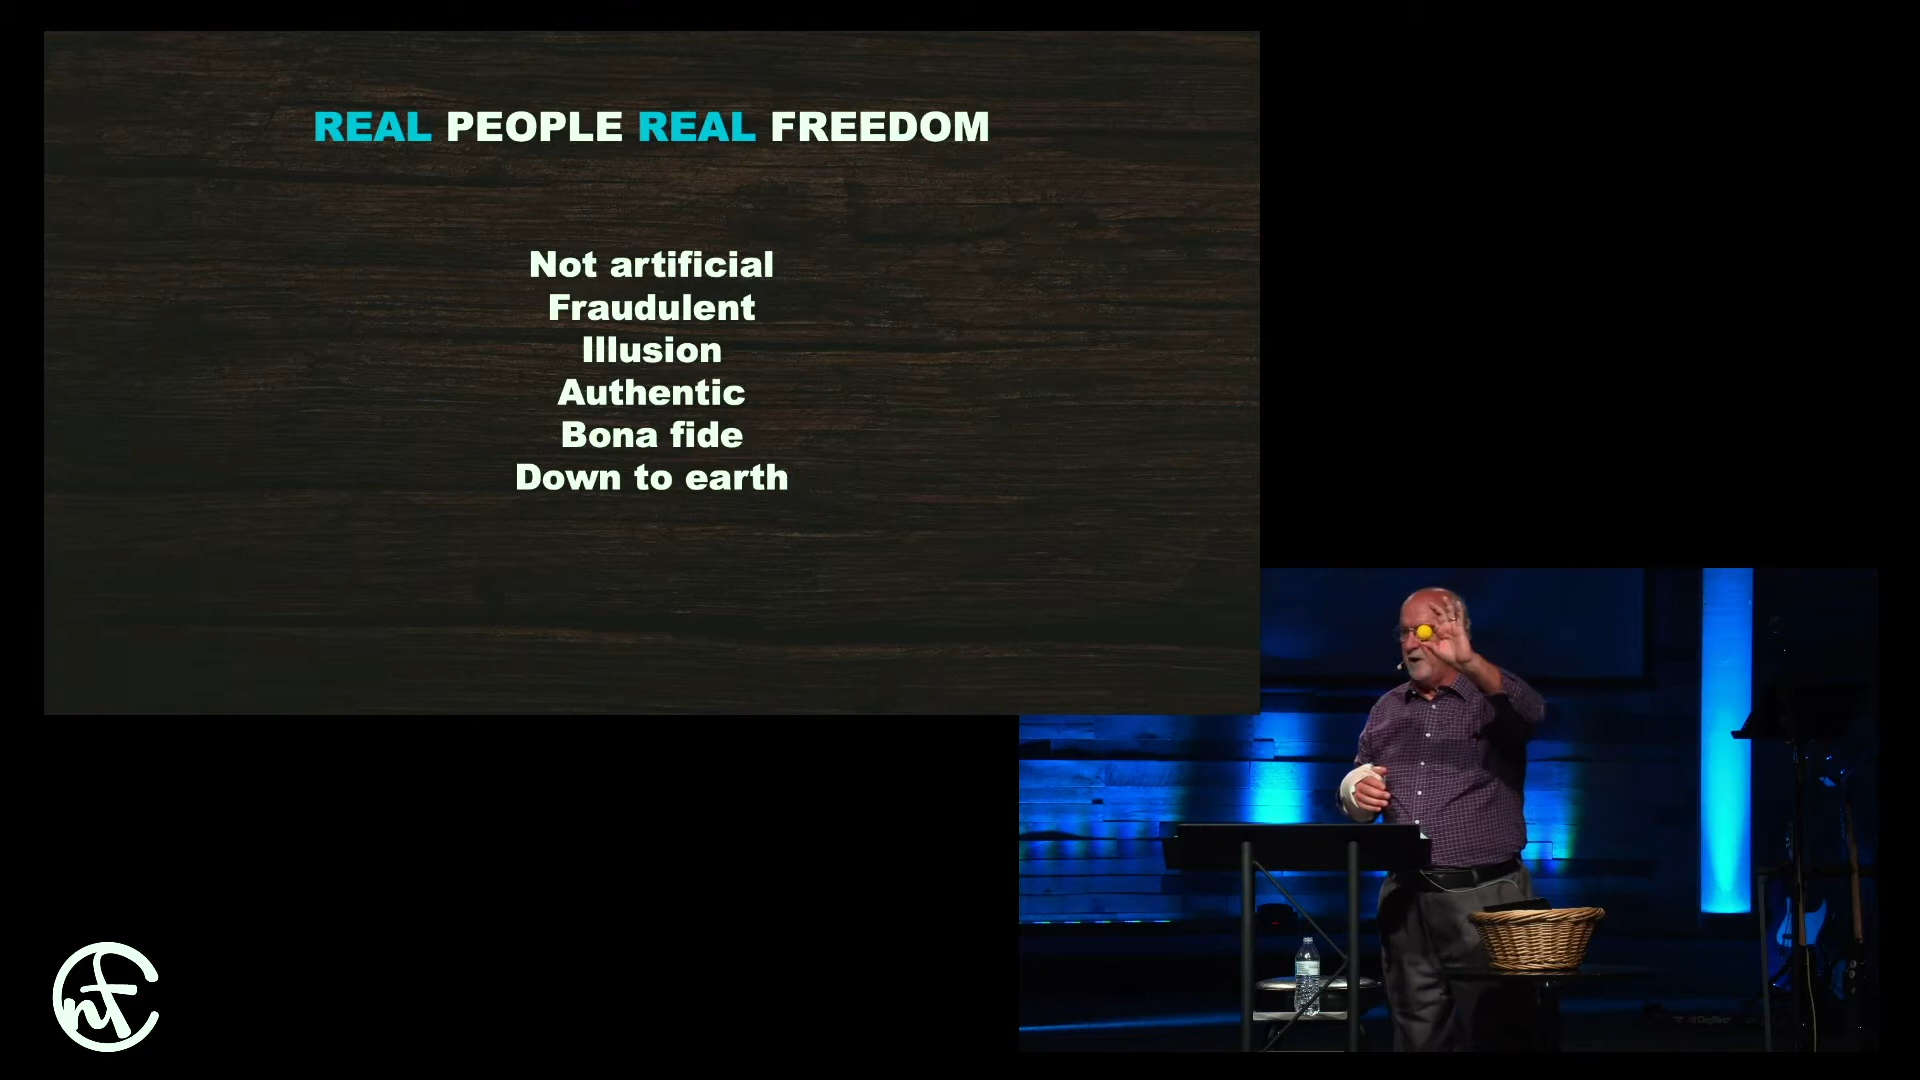 REAL PEOPLE REAL FREEDOM
Not artificial
Fraudulent
Illusion
Authentic
Bona fide
Down to earth